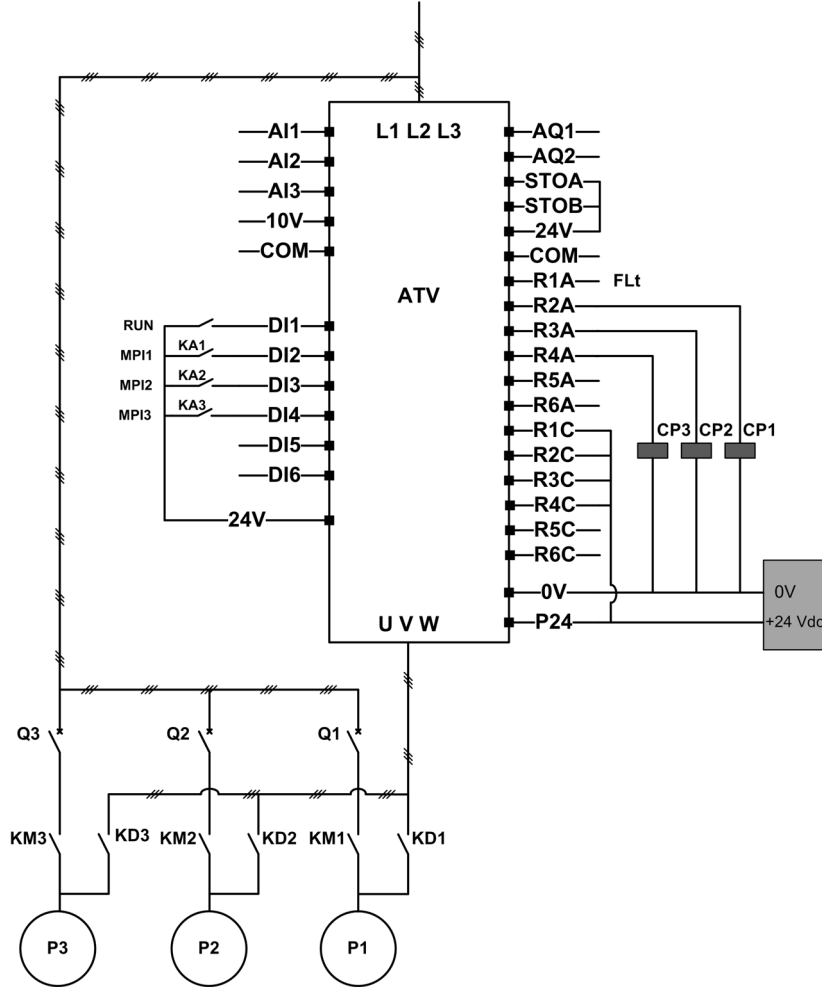 L1 L2 L3
AI1
AI2
AI3
10V
COM
AQ1
AQ2
STOA
STOB
24V
COM
ATV
R1A FLt
R2A
R3A
R4A
R5A
R6A
R1C
R2C
R3C
R4C
R5C
R6C
RUN DI1
MPI1 KA1 DI2
MPI2 KA2 DI3
MPI3 KA3 DI4
DI5
DI6
24V
CP3 CP2 CP1
0V 0V
P24 +24 Vdc
U V W
Q3 Q2 Q1
KM3 KD3 KM2 KD2 KM1 KD1
P3 P2 P1